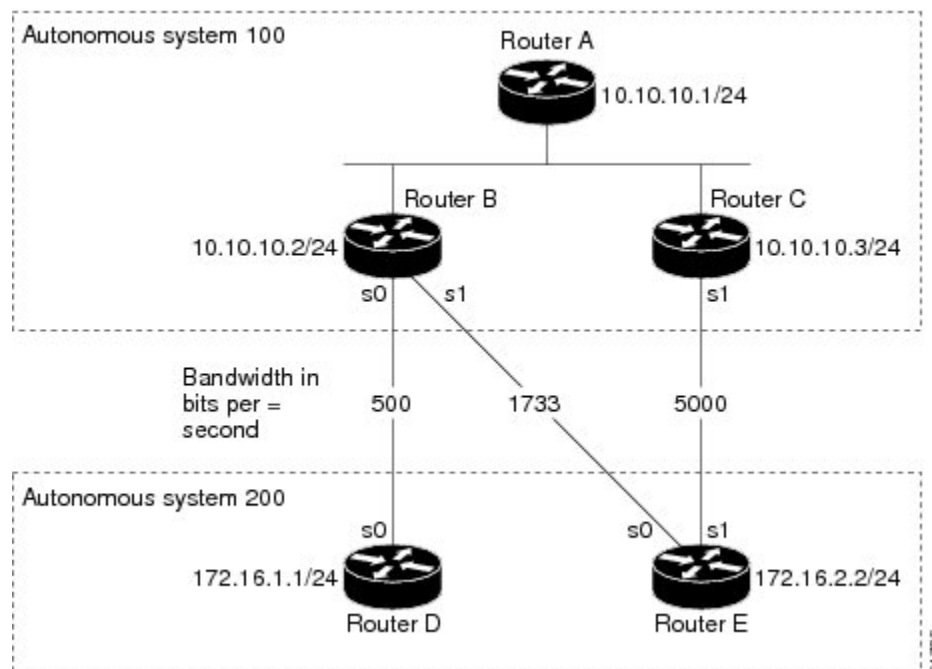 Autonomous system 100
Router A
10.10.10.1/24
Router B
Router C
10.10.10.2/24
10.10.10.3/24
s0
s1
s1
Bandwidth in
bits per =
second
500
1733
5000
Autonomous system 200
s0
s0
s1
172.16.1.1/24
172.16.2.2/24
Router D
Router E